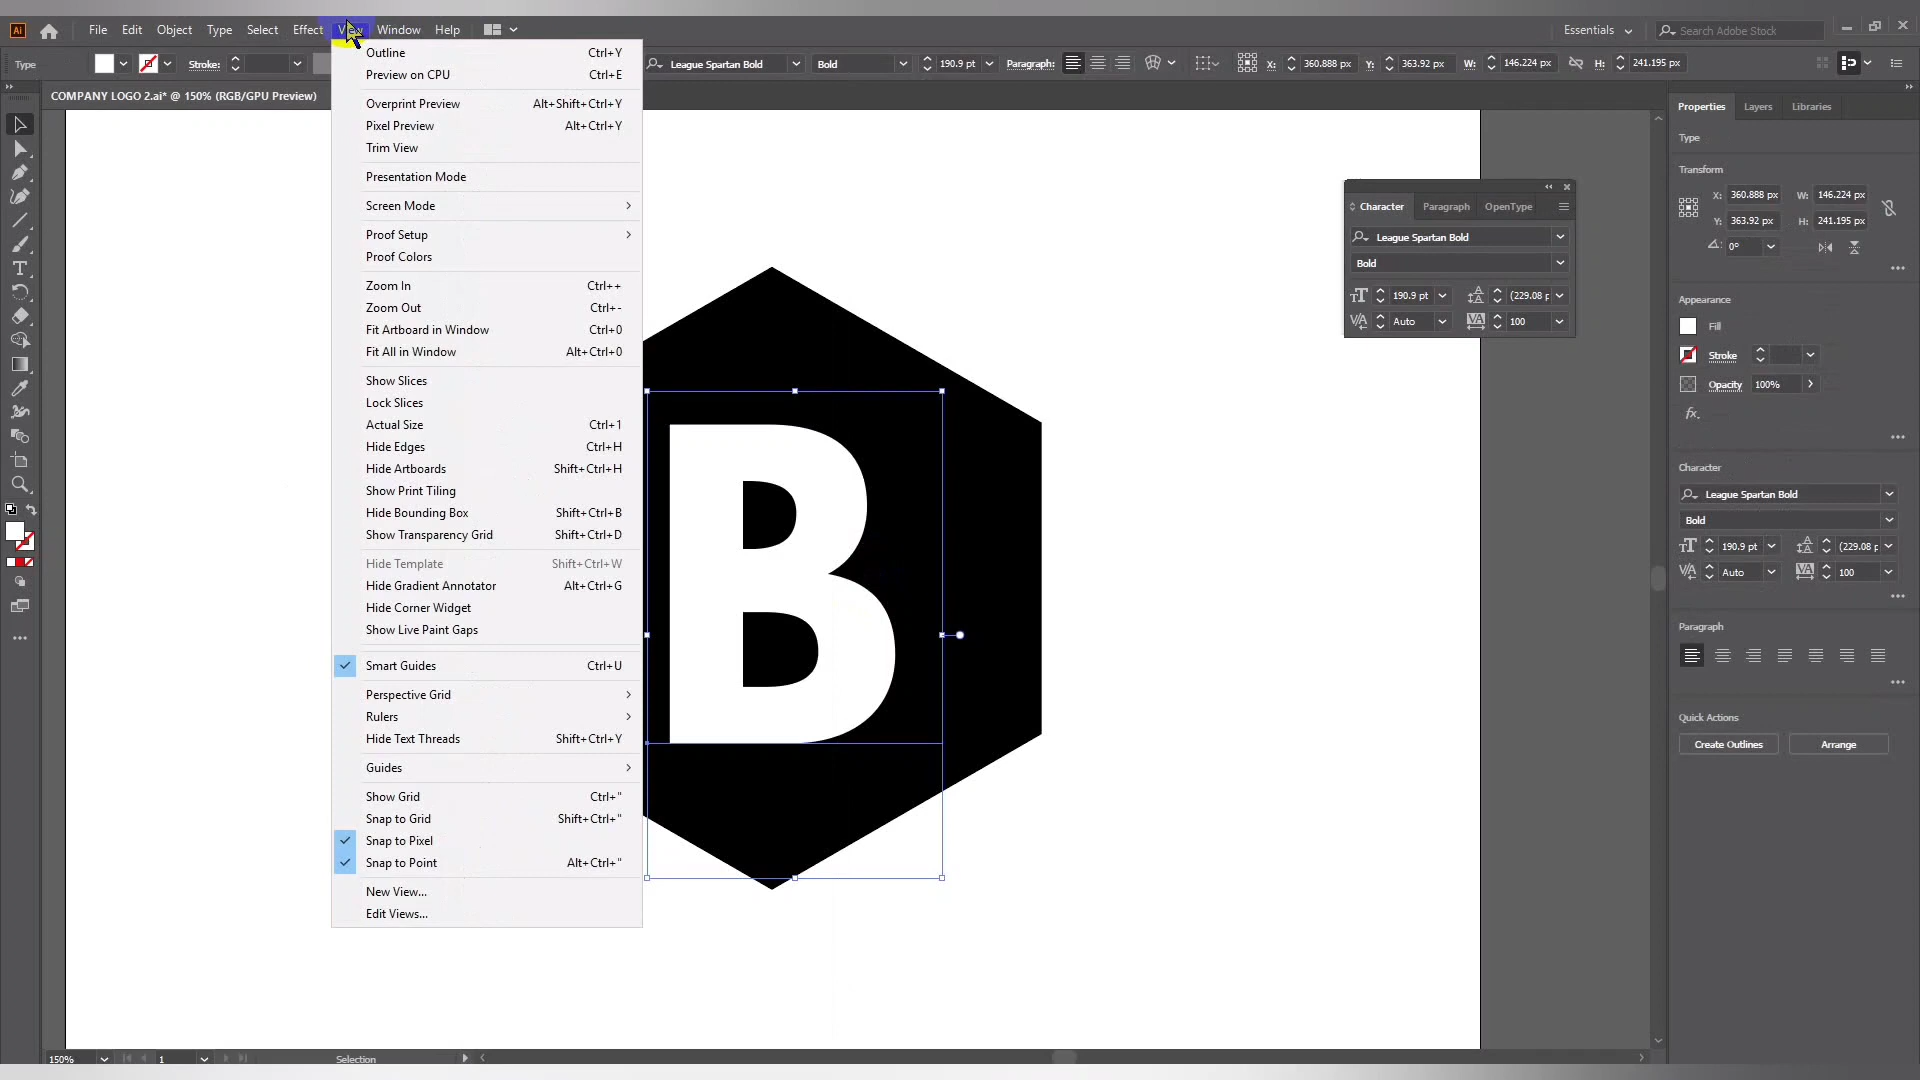 Ai File Edit Object Type Select Effect View Window Help Essentials Search Adobe Stock
Type Stroke: League Spartan Bold Bold 190.9 pt Paragraph: X: 360.888 px Y: 363.92 px W: 146.224 px H: 241.195 px
COMPANY LOGO 2.ai* @ 150% (RGB/GPU Preview)
Outline Ctrl+Y
Preview on CPU Ctrl+E
Overprint Preview Alt+Shift+Ctrl+Y
Pixel Preview Alt+Ctrl+Y
Trim View
Presentation Mode
Screen Mode
Proof Setup
Proof Colors
Zoom In Ctrl++
Zoom Out Ctrl+-
Fit Artboard in Window Ctrl+0
Fit All in Window Alt+Ctrl+0
Show Slices
Lock Slices
Actual Size Ctrl+1
Hide Edges Ctrl+H
Hide Artboards Shift+Ctrl+H
Show Print Tiling
Hide Bounding Box Shift+Ctrl+B
Show Transparency Grid Shift+Ctrl+D
Hide Template Shift+Ctrl+W
Hide Gradient Annotator Alt+Ctrl+G
Hide Corner Widget
Show Live Paint Gaps
Smart Guides Ctrl+U
Perspective Grid
Rulers
Hide Text Threads Shift+Ctrl+Y
Guides
Show Grid Ctrl+"
Snap to Grid Shift+Ctrl+"
Snap to Pixel
Snap to Point Alt+Ctrl+"
New View...
Edit Views...
B
Character Paragraph OpenType
League Spartan Bold
Bold
190.9 pt (229.08 p
Auto 100
Properties Layers Libraries
Type
Transform
X: 360.888 px W: 146.224 px
Y: 363.92 px H: 241.195 px
0°
Appearance
Fill
Stroke
Opacity 100%
fx.
Character
League Spartan Bold
Bold
190.9 pt (229.08 p
Auto 100
Paragraph
Quick Actions
Create Outlines Arrange
150% 1 Selection